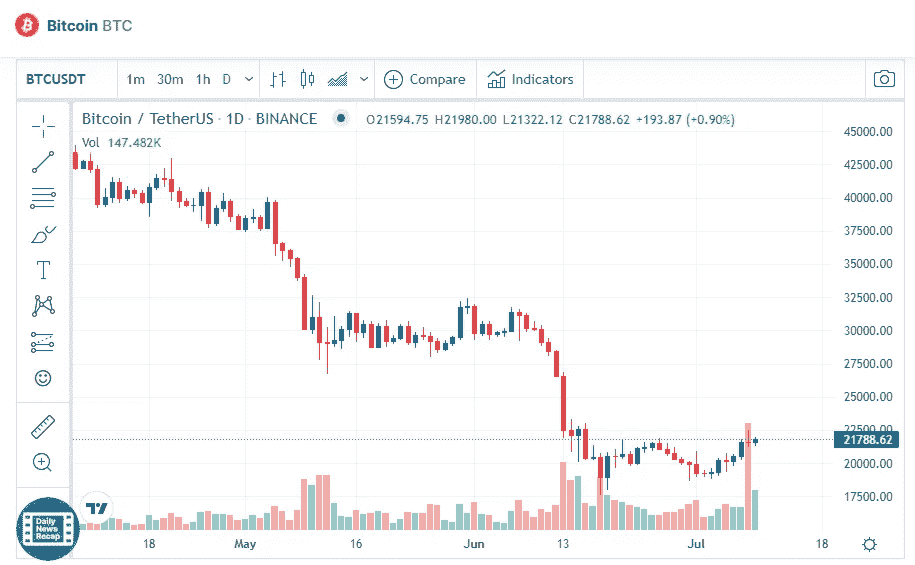 Bitcoin BTC
BTCUSDT 1m 30m 1h D Compare Indicators
Bitcoin / TetherUS · 1D · BINANCE O21594.75 H21980.00 L21322.12 C21788.62 +193.87 (+0.90%)
Vol 147.482K
45000.00
42500.00
40000.00
37500.00
35000.00
32500.00
30000.00
27500.00
25000.00
22500.00
21788.62
20000.00
17500.00
T
Daily
News
Recap
18 May 16 Jun 13 Jul 18